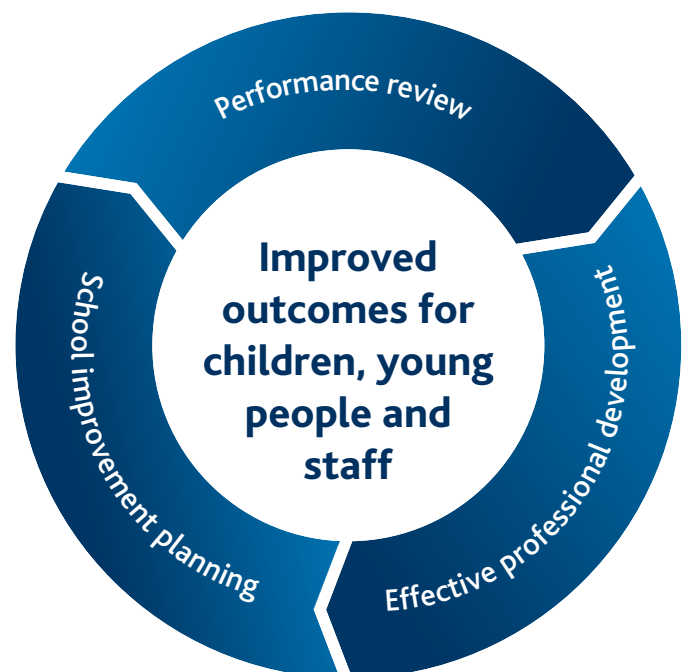 Performance review
Improved
outcomes for
children, young
people and
staff
Effective professional development
School improvement planning